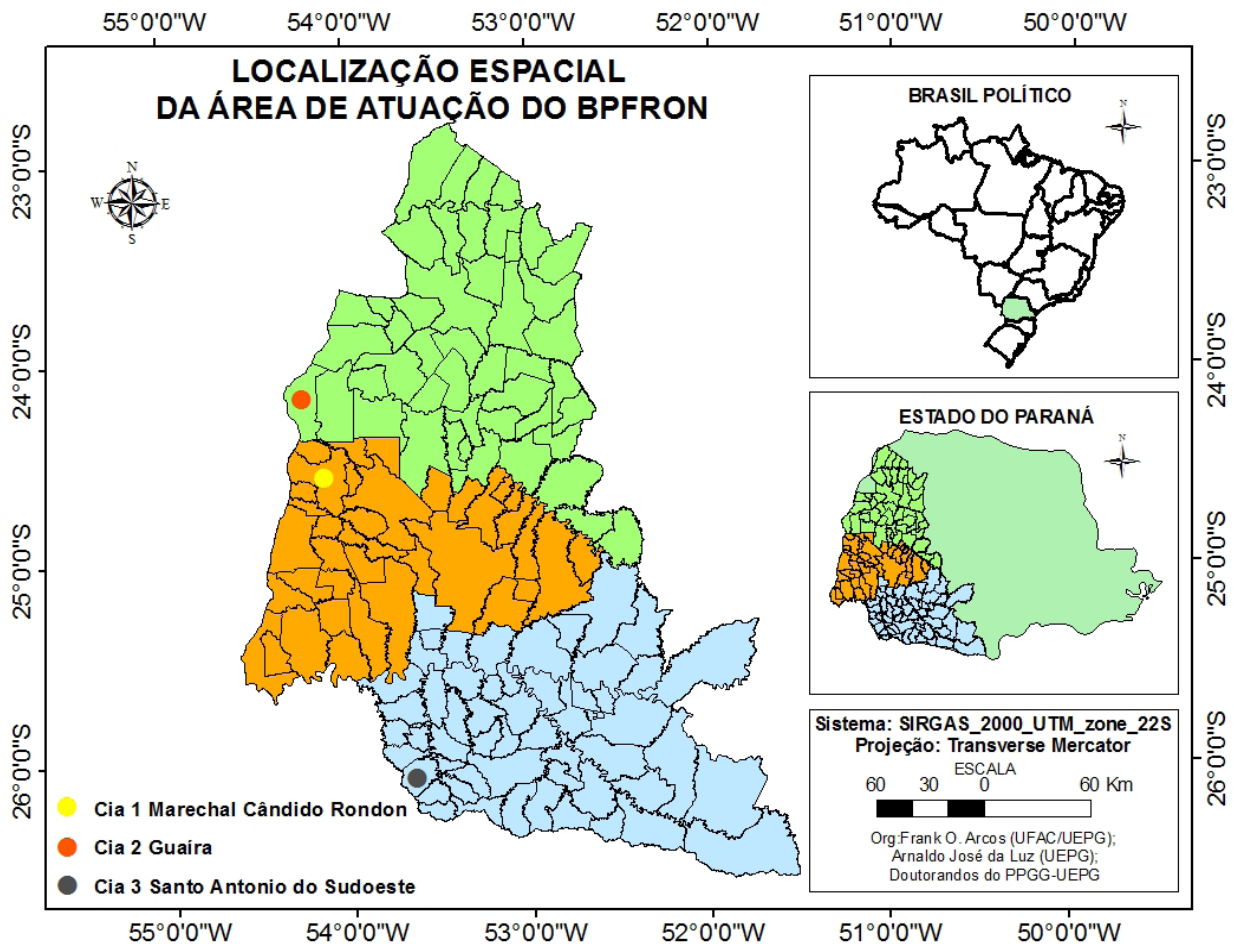 55°0'0"W 54°0'0"W 53°0'0"W 52°0'0"W 51°0'0"W 50°0'0"W
LOCALIZAÇÃO ESPACIAL
DA ÁREA DE ATUAÇÃO DO BPFRON
N
W E
S
23°0'0"S
24°0'0"S
25°0'0"S
26°0'0"S
Cia 1 Marechal Cândido Rondon
Cia 2 Guaíra
Cia 3 Santo Antonio do Sudoeste
BRASIL POLÍTICO
N
ESTADO DO PARANÁ
N
Sistema: SIRGAS_2000_UTM_zone_22S
Projeção: Transverse Mercator
ESCALA
60 30 0 60 Km
Org:Frank O. Arcos (UFAC/UEPG);
Arnaldo José da Luz (UEPG);
Doutorandos do PPGG-UEPG
23°0'0"S
24°0'0"S
25°0'0"S
26°0'0"S
55°0'0"W 54°0'0"W 53°0'0"W 52°0'0"W 51°0'0"W 50°0'0"W